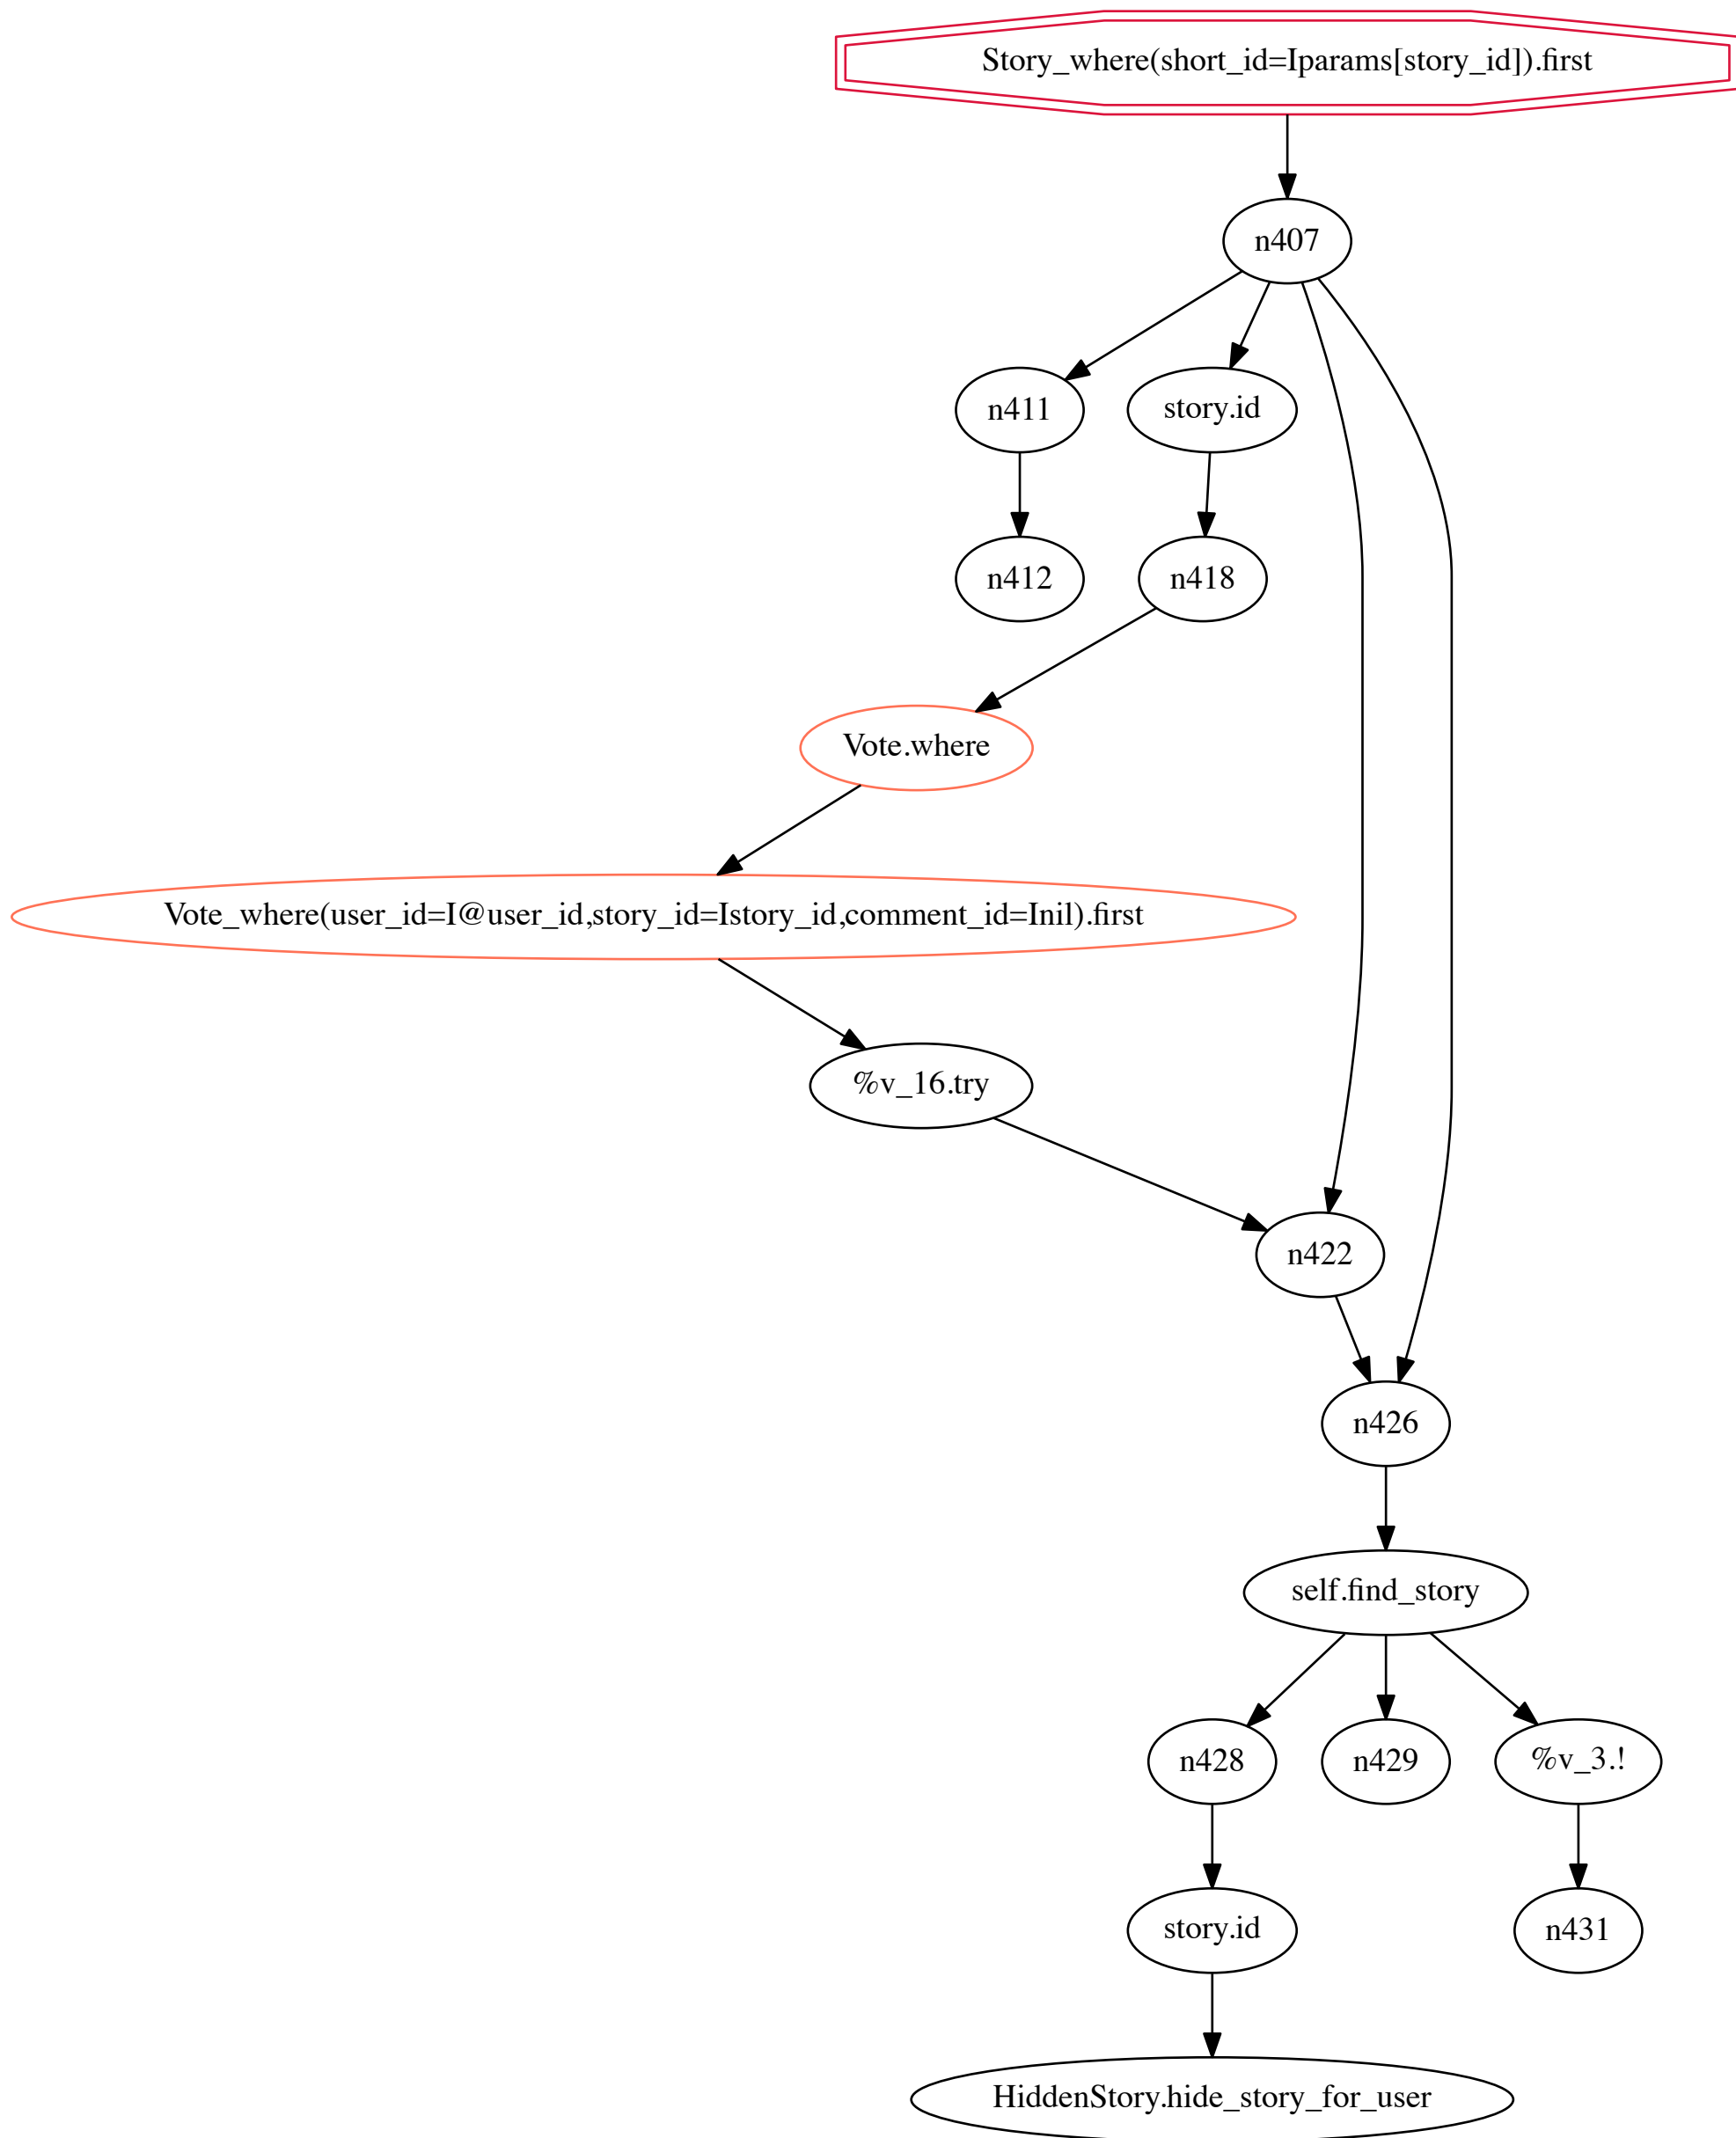 Story_where(short_id=Iparams[story_id]).first
n407
n411
story.id
n412
n418
Vote.where
Vote_where(user_id=I@user_id,story_id=Istory_id,comment_id=Inil).first
%v_16.try
n422
n426
self.find_story
n428
n429
%v_3.!
story.id
n431
HiddenStory.hide_story_for_user